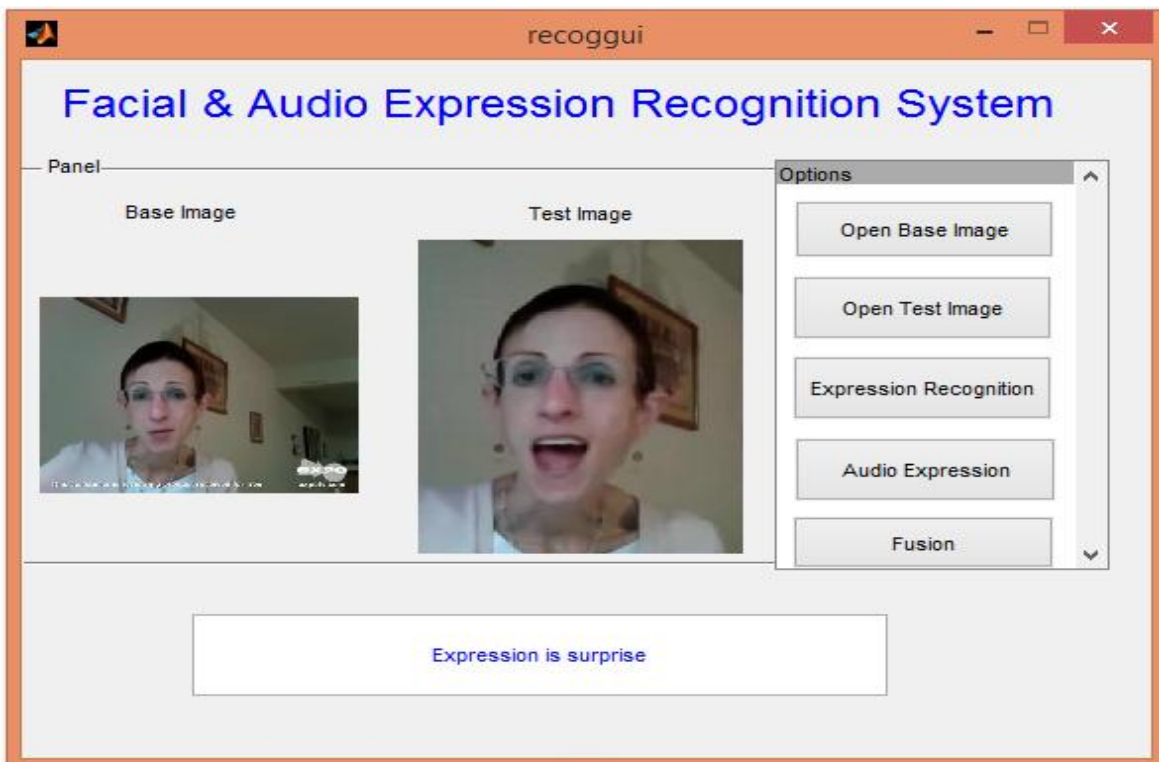 recoggui
Facial & Audio Expression Recognition System
Panel
Base Image
Test Image
Options
Open Base Image
Open Test Image
Expression Recognition
Audio Expression
Fusion
Expression is surprise